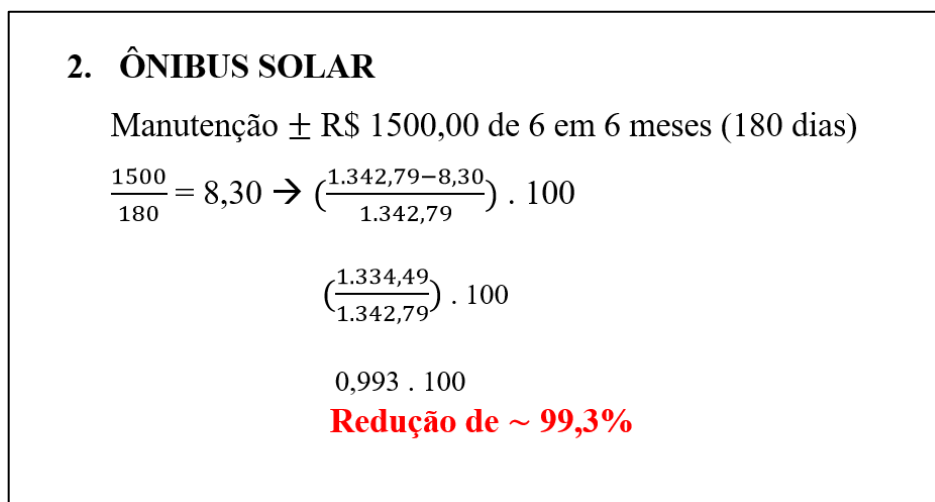 2. ÔNIBUS SOLAR
Manutenção ± R$ 1500,00 de 6 em 6 meses (180 dias)
1500/180 = 8,30 → (1.342,79−8,30/1.342,79) . 100
(1.334,49/1.342,79) . 100
0,993 . 100
Redução de ~ 99,3%